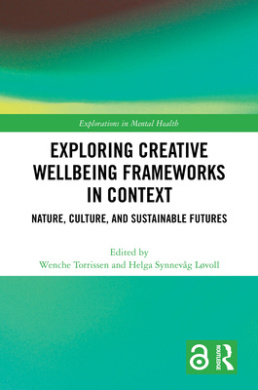 Explorations in Mental Health
EXPLORING CREATIVE
WELLBEING FRAMEWORKS
IN CONTEXT
NATURE, CULTURE, AND SUSTAINABLE FUTURES
Edited by
Wenche Torrissen and Helga Synnevåg Løvoll
ROUTLEDGE